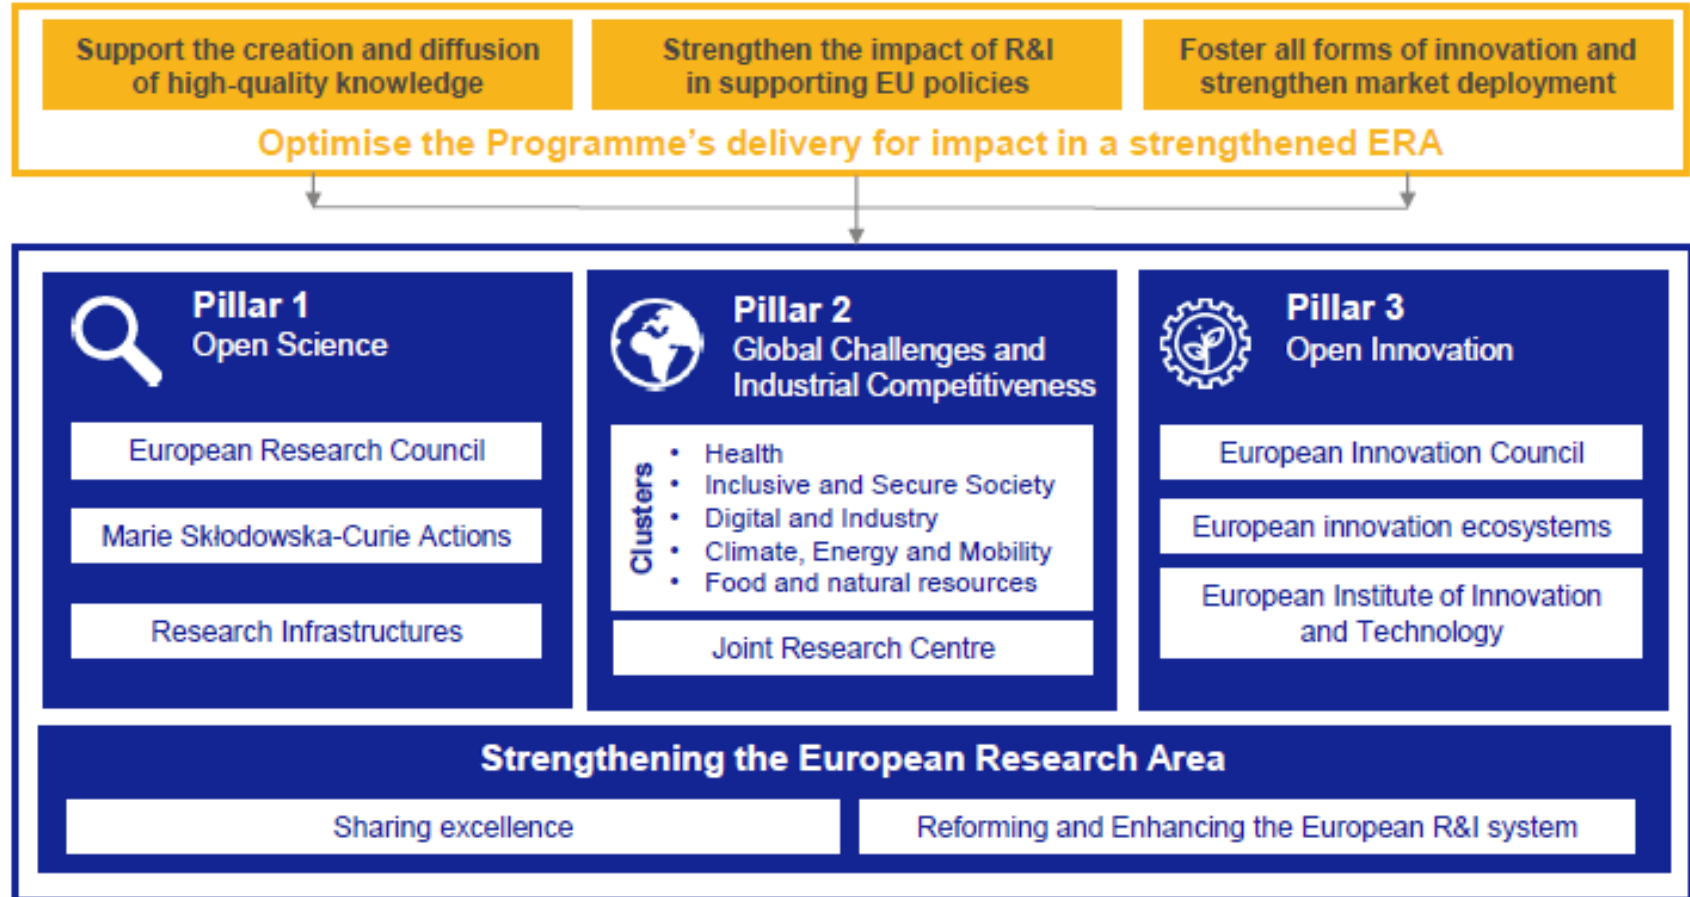 Support the creation and diffusion
of high-quality knowledge
Strengthen the impact of R&I
in supporting EU policies
Foster all forms of innovation and
strengthen market deployment
Optimise the Programme's delivery for impact in a strengthened ERA
Pillar 1
Open Science
European Research Council
Marie Skłodowska-Curie Actions
Research Infrastructures
Pillar 2
Global Challenges and
Industrial Competitiveness
Clusters
• Health
• Inclusive and Secure Society
• Digital and Industry
• Climate, Energy and Mobility
• Food and natural resources
Joint Research Centre
Pillar 3
Open Innovation
European Innovation Council
European innovation ecosystems
European Institute of Innovation
and Technology
Strengthening the European Research Area
Sharing excellence
Reforming and Enhancing the European R&I system